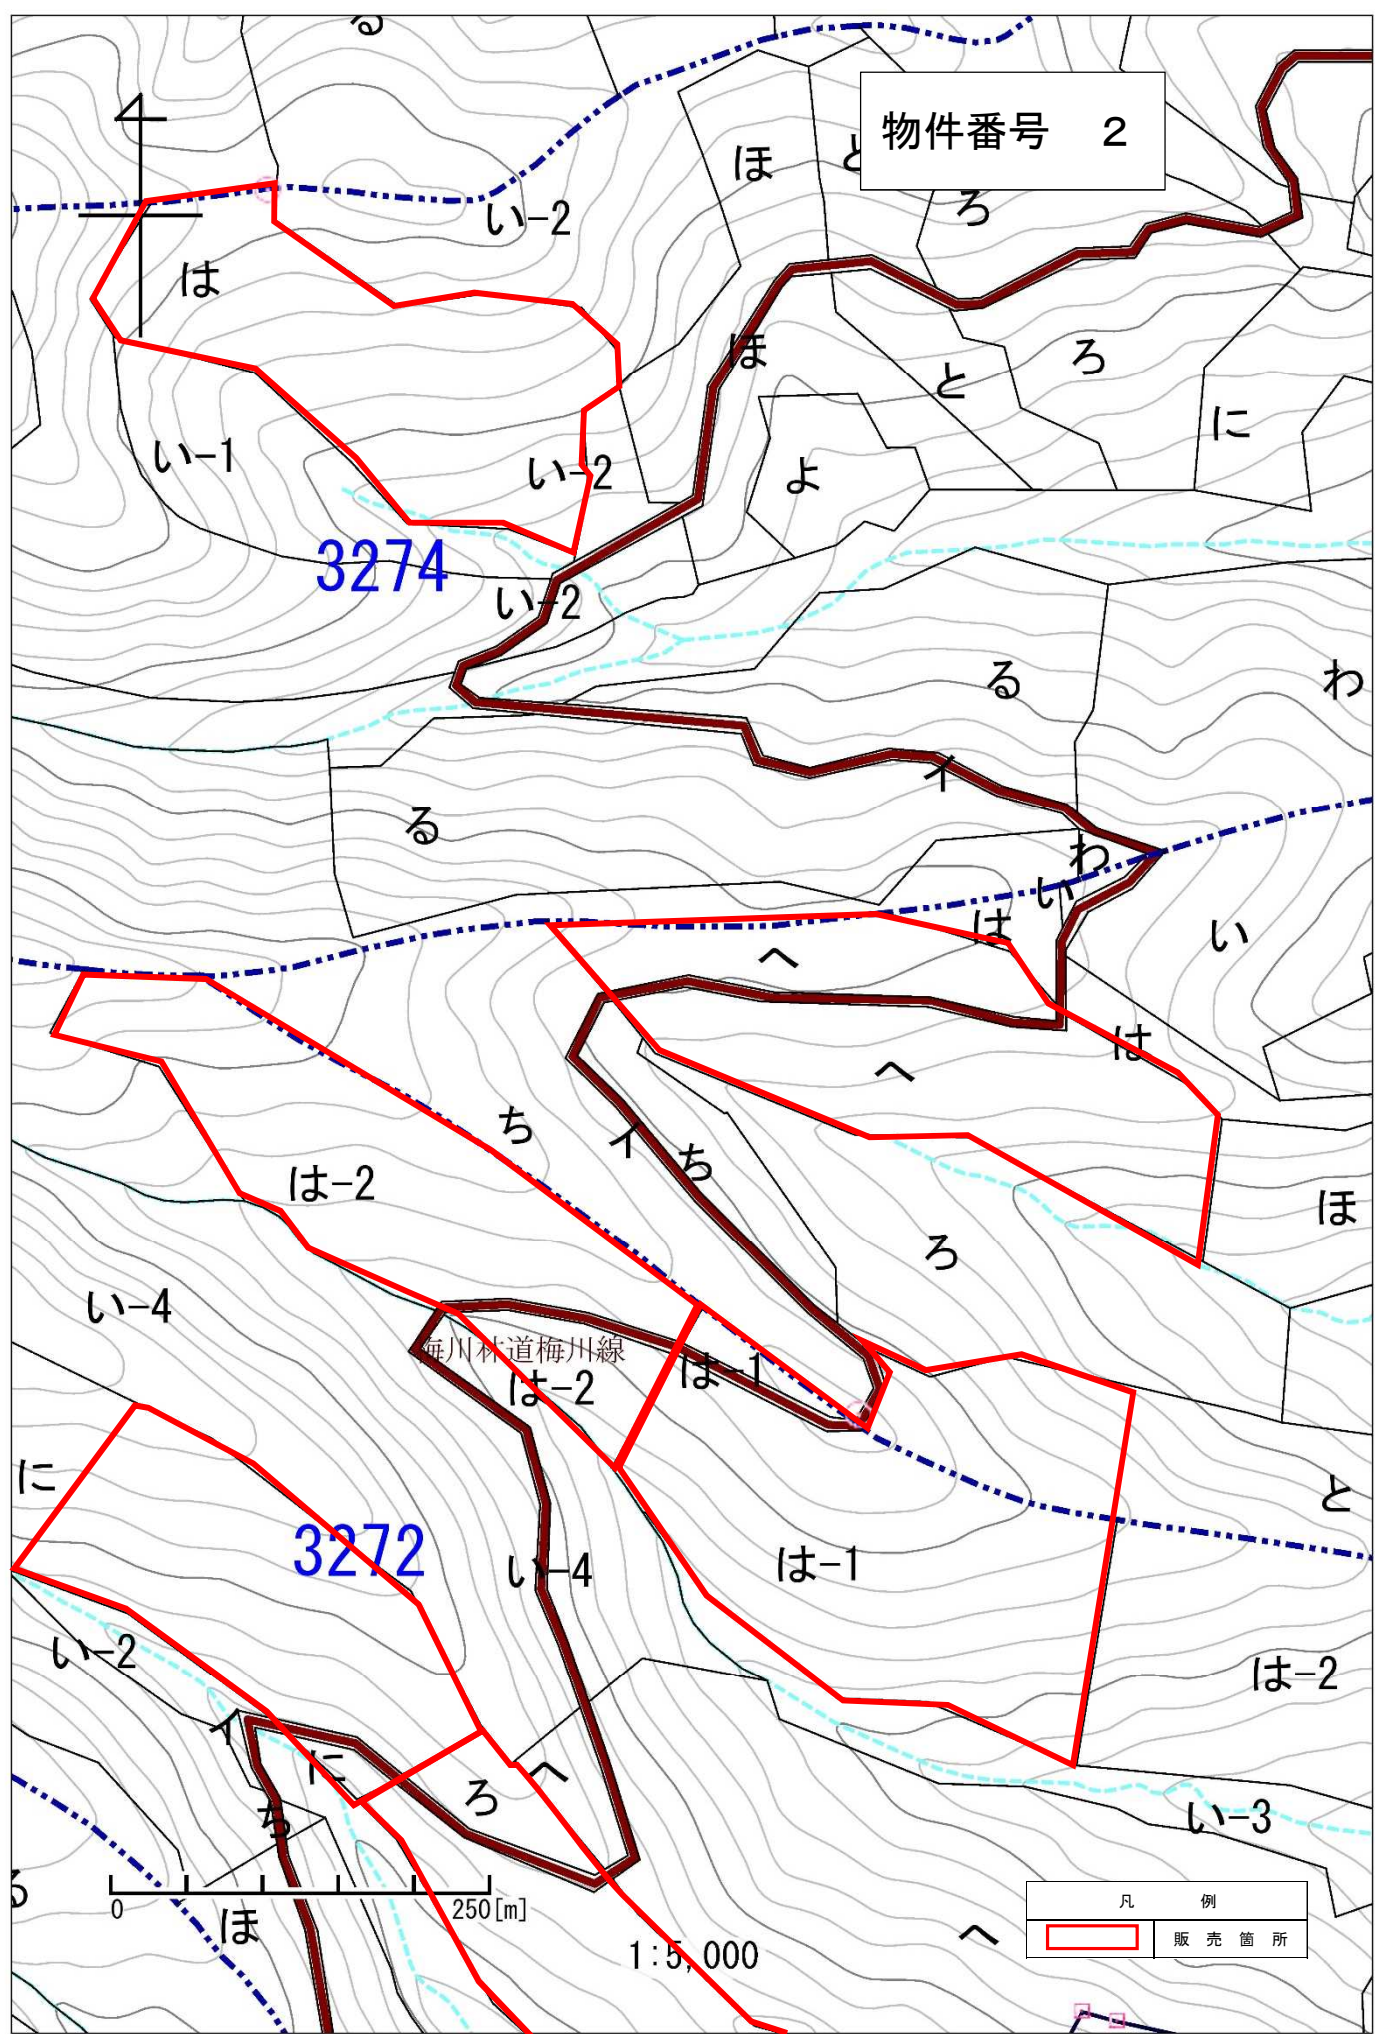 る
物件番号　2
ほ
と
ろ
い-2
は
ほ
ろ
と
に
い-1
い-2
よ
3274
い-2
る
わ
イ
る
わ
い
は
い
へ
は
へ
ち
イ
ち
は-2
ほ
ろ
い-4
梅川林道梅川線
は-1
は-2
に
と
3272
い-4
は-1
い-2
は-2
イ
に
へ
ろ
ち
い-3
る
0
250[m]
ほ
へ
1:5,000
凡　例
販売箇所